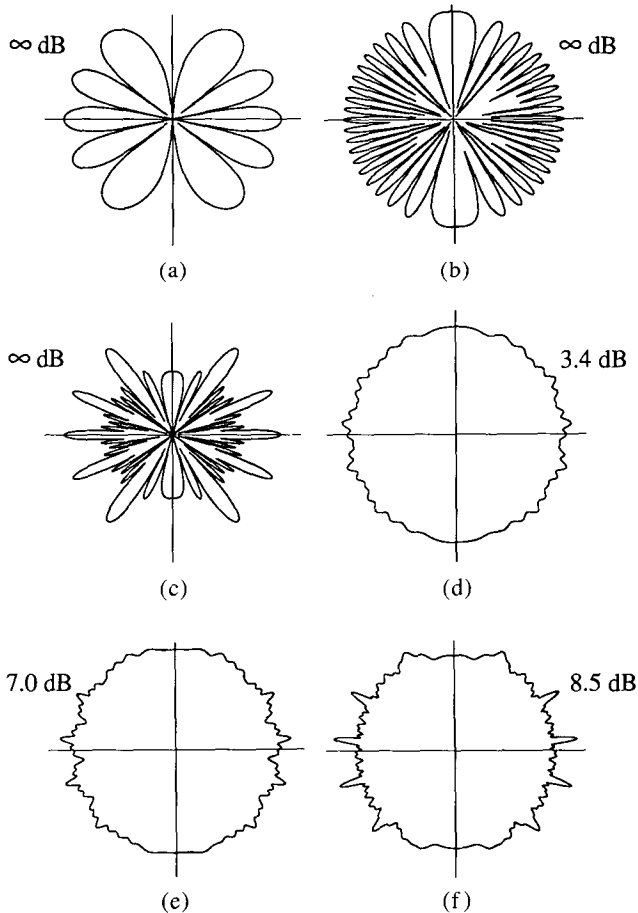 ∞ dB
∞ dB
(a)
(b)
∞ dB
3.4 dB
(c)
(d)
7.0 dB
8.5 dB
(e)
(f)